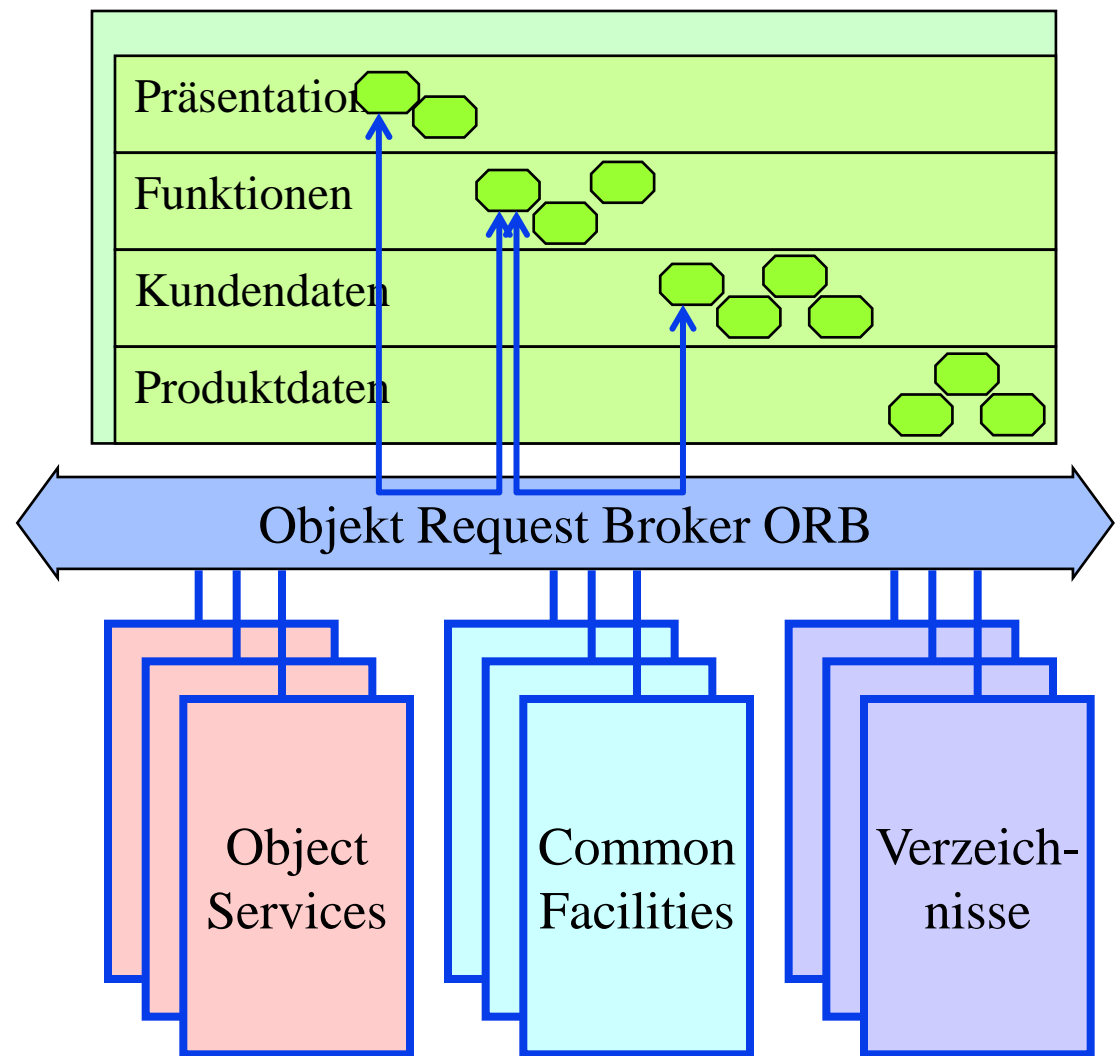 Präsentation
Funktionen
Kundendaten
Produktdaten
Objekt Request Broker ORB
Object
Services
Common
Facilities
Verzeich-
nisse